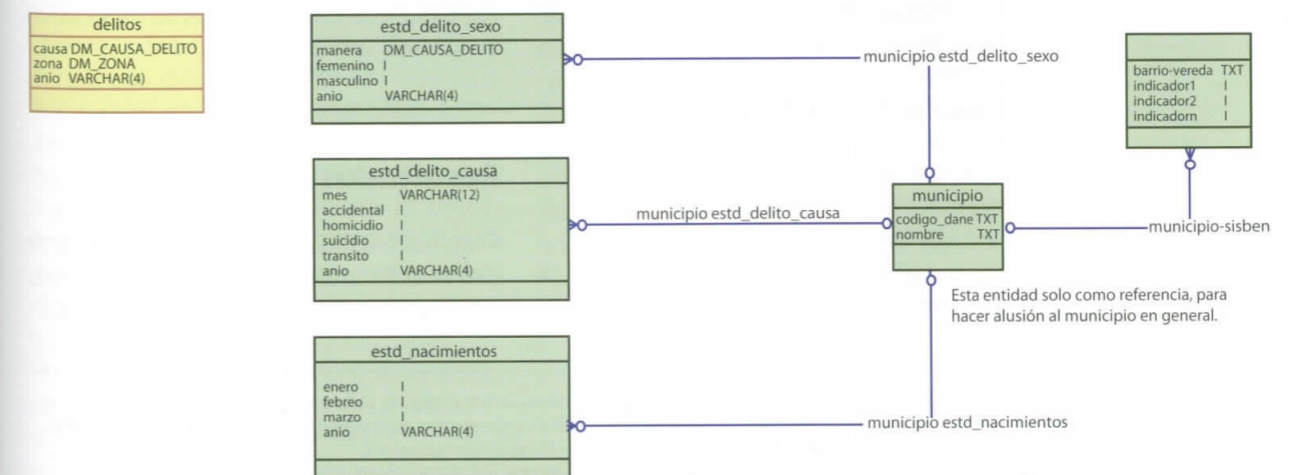 delitos
causa DM_CAUSA_DELITO
zona DM_ZONA
anio VARCHAR(4)
estd_delito_sexo
manera DM_CAUSA_DELITO
femenino I
masculino I
anio VARCHAR(4)
municipio estd_delito_sexo
barrio-vereda TXT
indicador1 I
indicador2 I
indicadorn I
estd_delito_causa
mes VARCHAR(12)
accidental I
homicidio I
suicidio I
transito I
anio VARCHAR(4)
municipio estd_delito_causa
municipio
codigo_dane TXT
nombre TXT
municipio-sisben
Esta entidad solo como referencia, para
hacer alusión al municipio en general.
estd_nacimientos
enero I
febreo I
marzo I
anio VARCHAR(4)
municipio estd_nacimientos